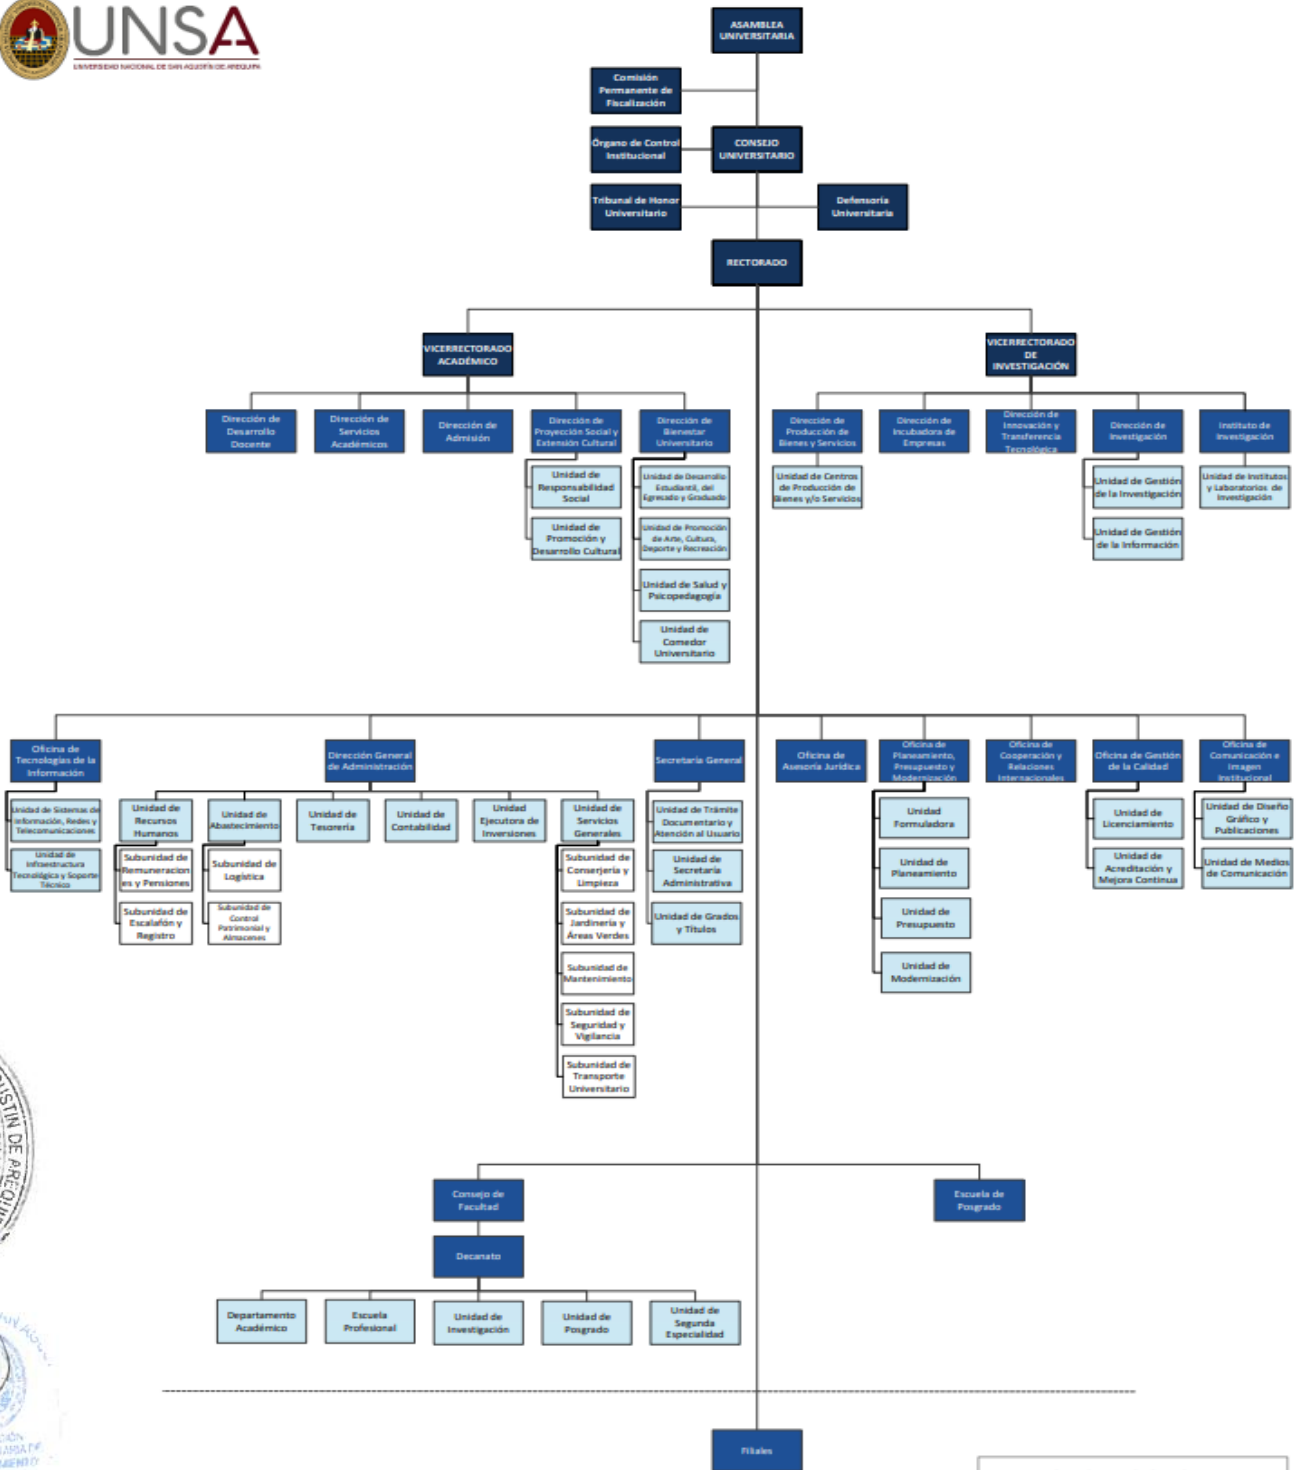 UNSA
UNIVERSIDAD NACIONAL DE SAN AGUSTÍN DE AREQUIPA
ASAMBLEA
UNIVERSITARIA
Comisión
Permanente de
Fiscalización
Órgano de Control
Institucional
CONSEJO
UNIVERSITARIO
Tribunal de Honor
Universitario
Defensoría
Universitaria
RECTORADO
VICERRECTORADO
ACADÉMICO
VICERRECTORADO
DE
INVESTIGACIÓN
Dirección de
Desarrollo
Docente
Dirección de
Servicios
Académicos
Dirección de
Admisión
Dirección de
Proyección Social y
Extensión Cultural
Dirección de
Bienestar
Universitario
Dirección de
Producción de
Bienes y Servicios
Dirección de
Incubadora de
Empresas
Dirección de
Innovación y
Transferencia
Tecnológica
Dirección de
Investigación
Instituto de
Investigación
Unidad de
Responsabilidad
Social
Unidad de
Promoción y
Desarrollo Cultural
Unidad de Desarrollo
Estudiantil, del
Egresado y Graduado
Unidad de Promoción
de Arte, Cultura,
Deporte y Recreación
Unidad de Salud y
Psicopedagogía
Unidad de
Comedor
Universitario
Unidad de Centros
de Producción de
Bienes y/o Servicios
Unidad de Gestión
de la Investigación
Unidad de Gestión
de la Información
Unidad de Institutos
y Laboratorios de
Investigación
Oficina de
Tecnologías de la
Información
Dirección General
de Administración
Secretaría General
Oficina de
Asesoría Jurídica
Oficina de
Planeamiento,
Presupuesto y
Modernización
Oficina de
Cooperación y
Relaciones
Internacionales
Oficina de Gestión
de la Calidad
Oficina de
Comunicación e
Imagen
Institucional
Unidad de Sistemas de
Información, Redes y
Telecomunicaciones
Unidad de
Infraestructura
Tecnológica y Soporte
Técnico
Unidad de
Recursos
Humanos
Subunidad de
Remuneracion
es y Pensiones
Subunidad de
Escalafón y
Registro
Unidad de
Abastecimiento
Subunidad de
Logística
Subunidad de
Control
Patrimonial y
Almacenes
Unidad de
Tesorería
Unidad de
Contabilidad
Unidad
Ejecutora de
Inversiones
Unidad de
Servicios
Generales
Subunidad de
Conserjería y
Limpieza
Subunidad de
Jardinería y
Áreas Verdes
Subunidad de
Mantenimiento
Subunidad de
Seguridad y
Vigilancia
Subunidad de
Transporte
Universitario
Unidad de Trámite
Documentario y
Atención al Usuario
Unidad de
Secretaría
Administrativa
Unidad de Grados
y Títulos
Unidad
Formuladora
Unidad de
Planeamiento
Unidad de
Presupuesto
Unidad de
Modernización
Unidad de
Licenciamiento
Unidad de
Acreditación y
Mejora Continua
Unidad de Diseño
Gráfico y
Publicaciones
Unidad de Medios
de Comunicación
Consejo de
Facultad
Escuela de
Posgrado
Decanato
Departamento
Académico
Escuela
Profesional
Unidad de
Investigación
Unidad de
Posgrado
Unidad de
Segunda
Especialidad
Filiales